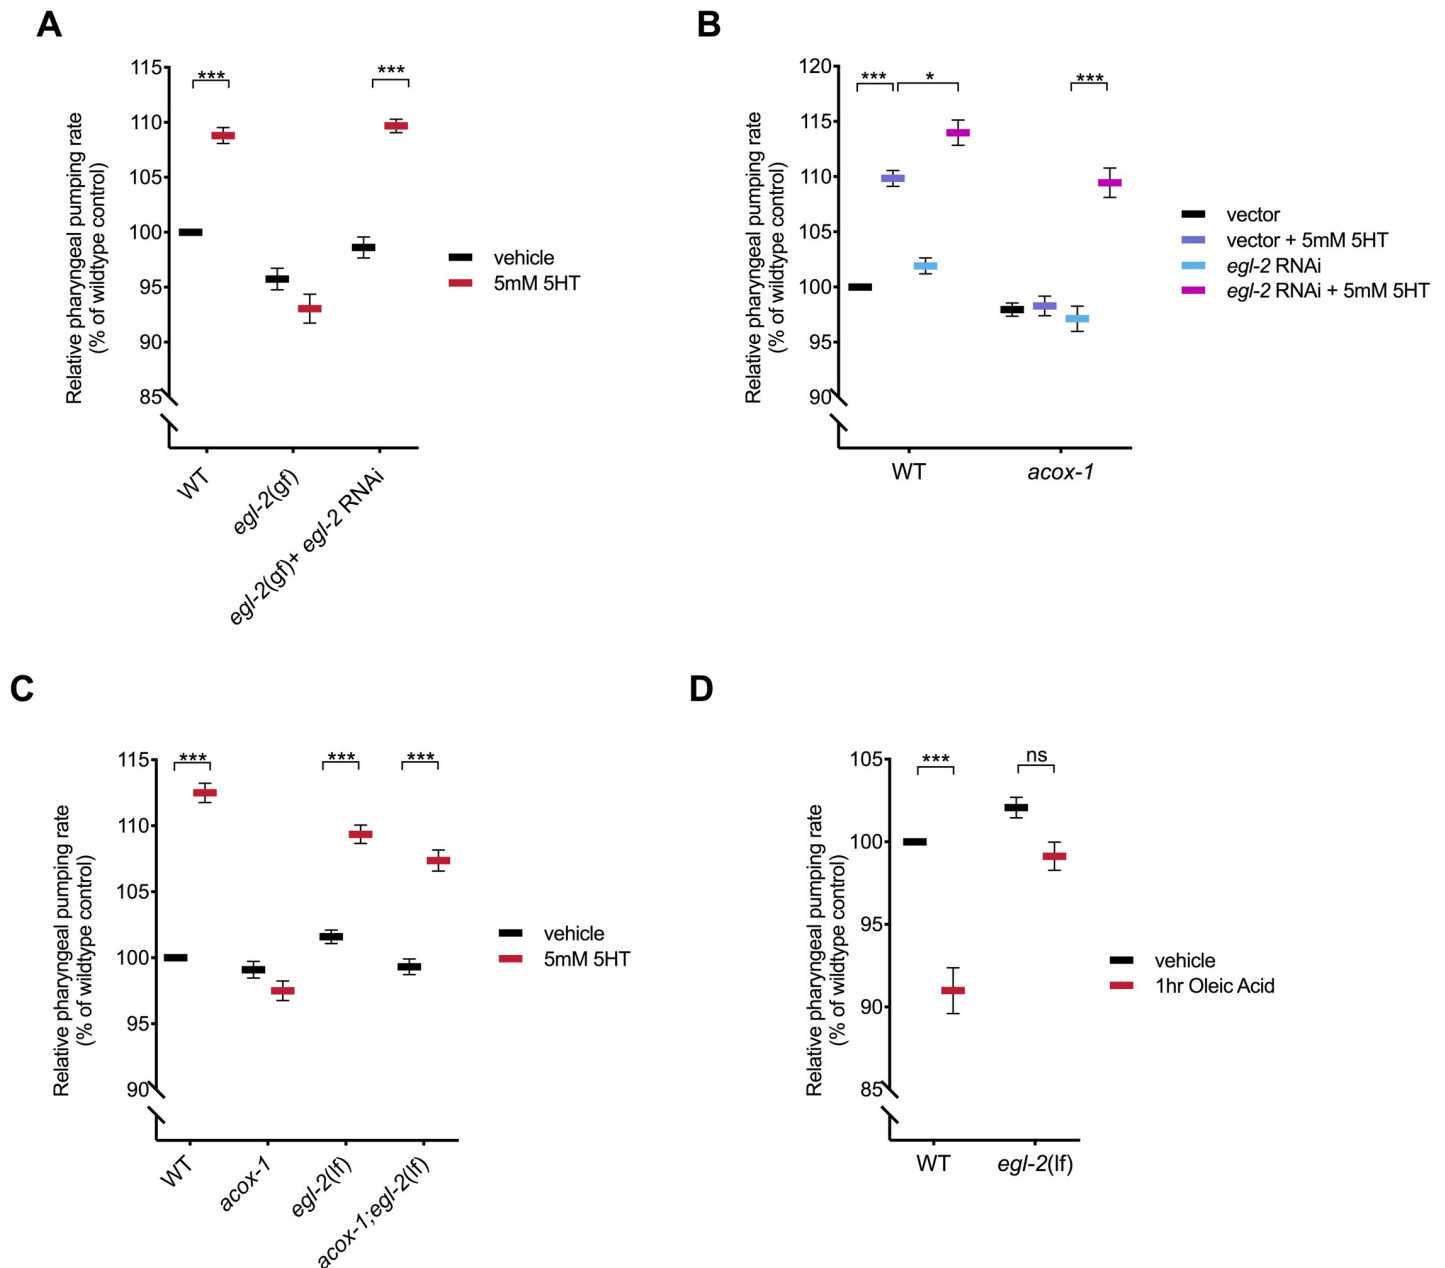 A
Relative pharyngeal pumping rate
(% of wildtype control)
115
110
105
100
95
90
85
***
***
WT
egl-2(gf)
egl-2(gf)+ egl-2 RNAi
vehicle
5mM 5HT
B
Relative pharyngeal pumping rate
(% of wildtype control)
120
115
110
105
100
95
90
***
*
***
WT
acox-1
vector
vector + 5mM 5HT
egl-2 RNAi
egl-2 RNAi + 5mM 5HT
C
Relative pharyngeal pumping rate
(% of wildtype control)
115
110
105
100
95
90
***
***
***
WT
acox-1
egl-2(lf)
acox-1;egl-2(lf)
vehicle
5mM 5HT
D
Relative pharyngeal pumping rate
(% of wildtype control)
105
100
95
90
85
***
ns
WT
egl-2(lf)
vehicle
1hr Oleic Acid